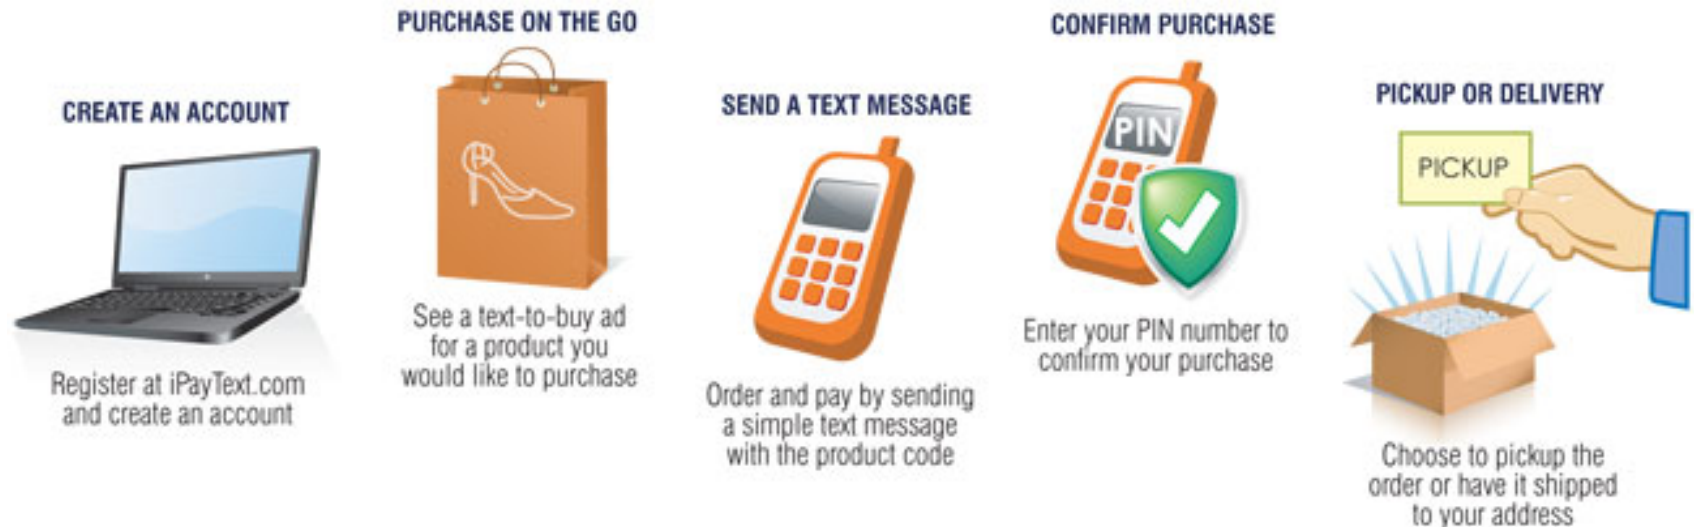 CREATE AN ACCOUNT
Register at iPayText.com
and create an account
PURCHASE ON THE GO
See a text-to-buy ad
for a product you
would like to purchase
SEND A TEXT MESSAGE
Order and pay by sending
a simple text message
with the product code
CONFIRM PURCHASE
PIN
Enter your PIN number to
confirm your purchase
PICKUP OR DELIVERY
PICKUP
Choose to pickup the
order or have it shipped
to your address